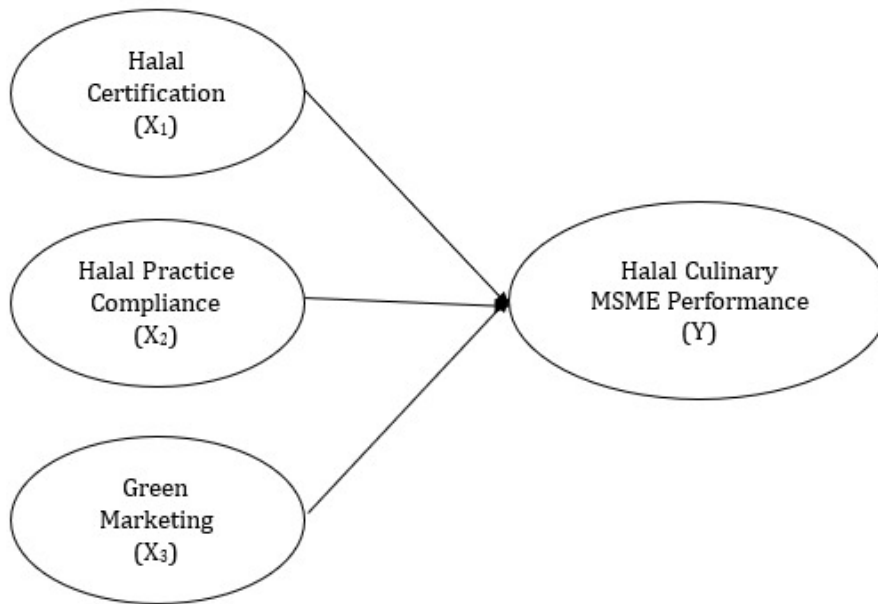 Halal
Certification
(X₁)
Halal Practice
Compliance
(X₂)
Green
Marketing
(X₃)
Halal Culinary
MSME Performance
(Y)